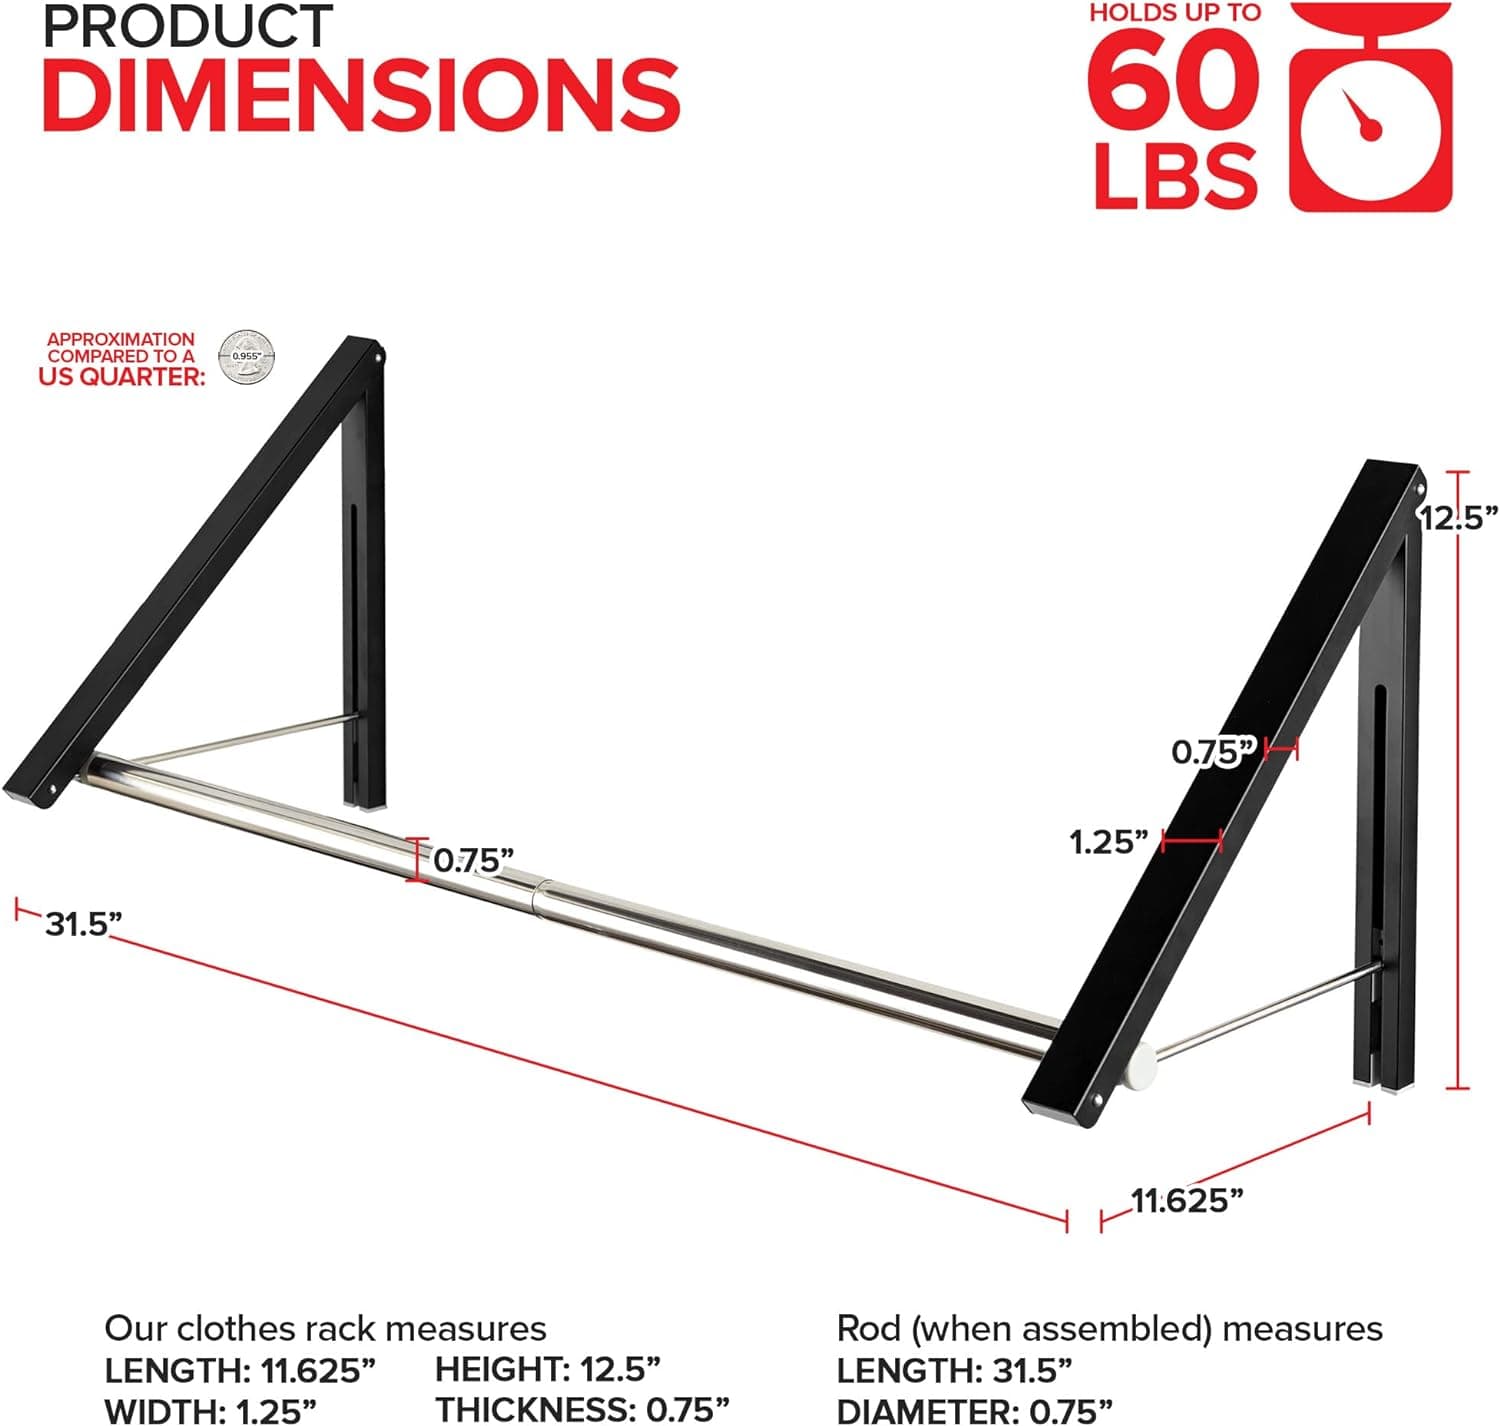 PRODUCT
DIMENSIONS
HOLDS UP TO
60
LBS
APPROXIMATION
COMPARED TO A
US QUARTER:
0.955”
12.5”
0.75”
1.25”
0.75”
31.5”
11.625”
Our clothes rack measures
LENGTH: 11.625”
HEIGHT: 12.5”
WIDTH: 1.25”
THICKNESS: 0.75”
Rod (when assembled) measures
LENGTH: 31.5”
DIAMETER: 0.75”